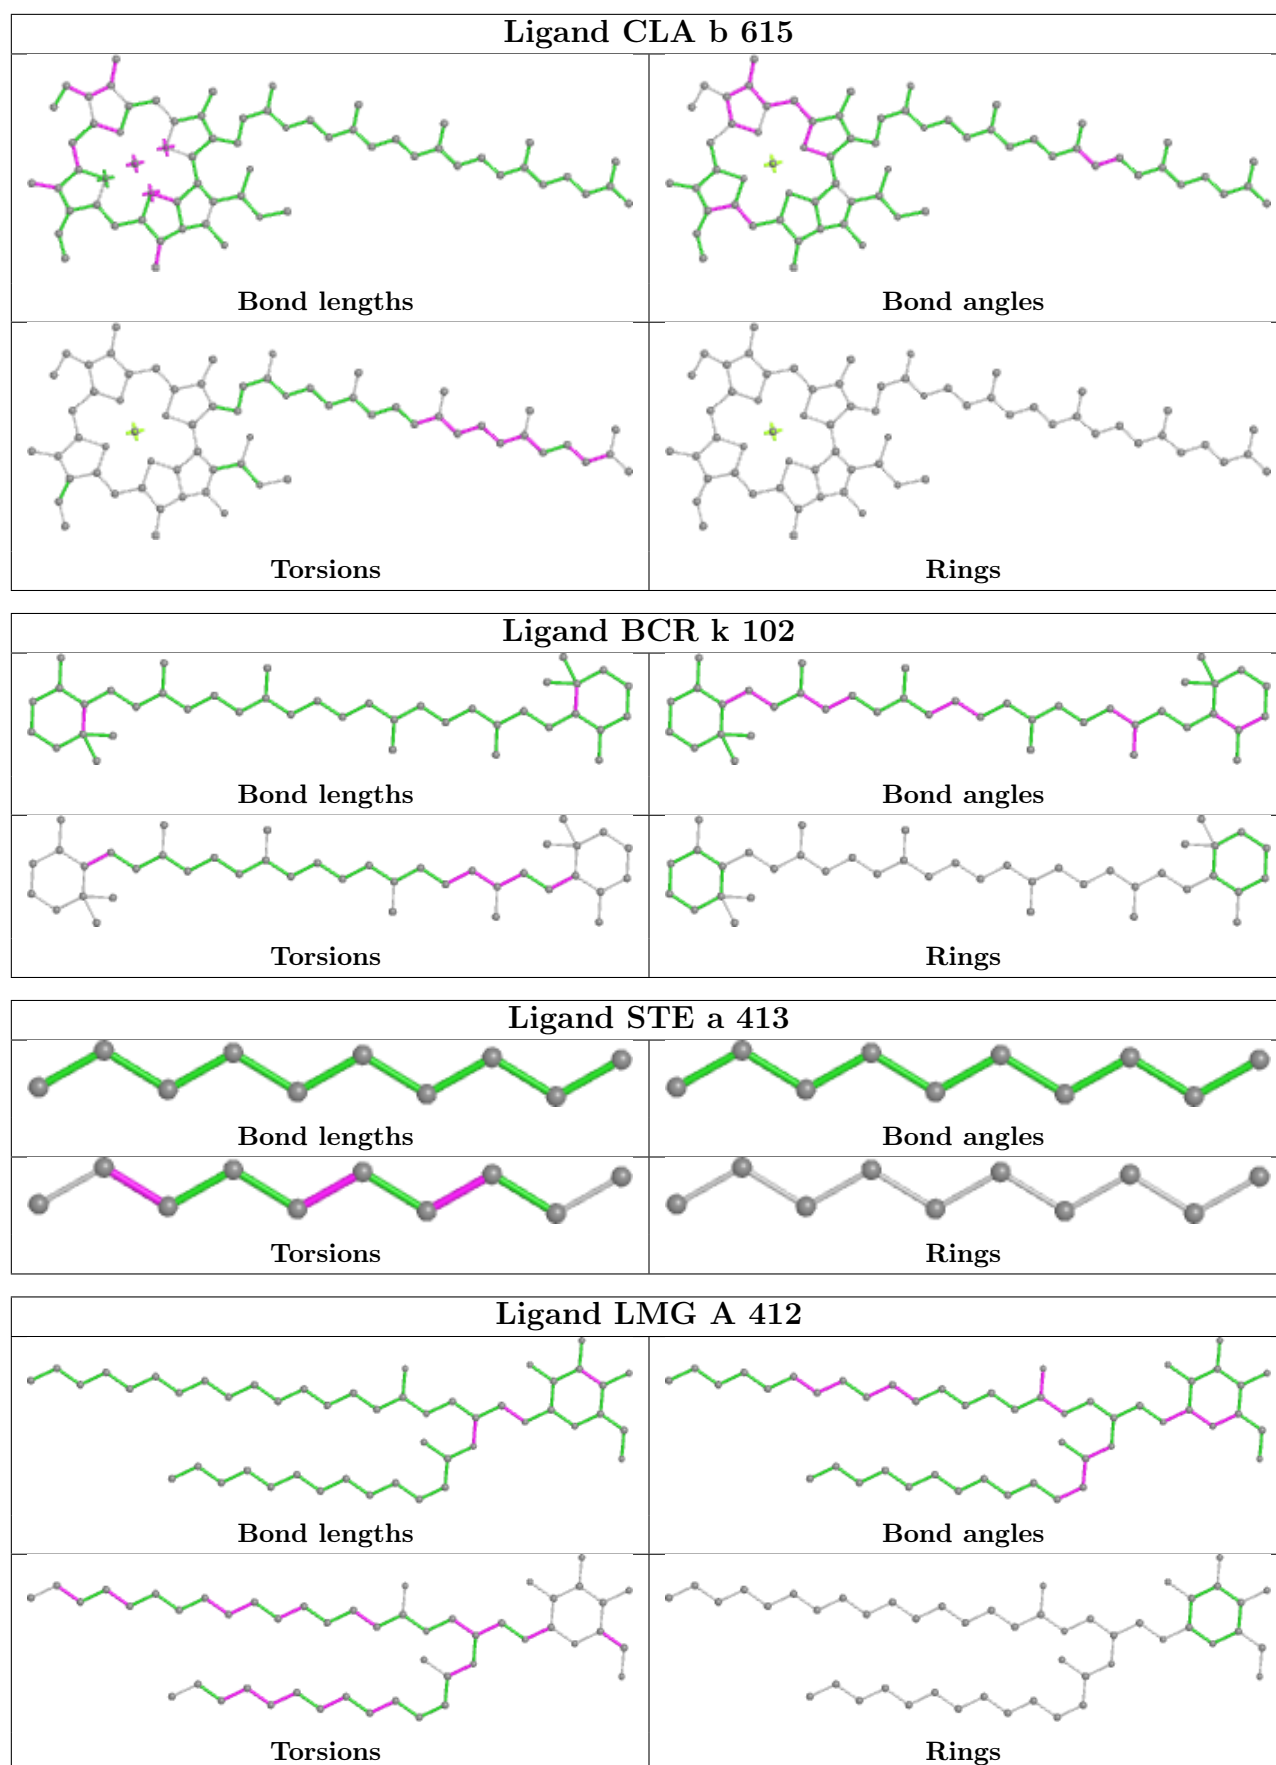 Ligand CLA b 615
Bond lengths
Bond angles
Torsions
Rings
Ligand BCR k 102
Bond lengths
Bond angles
Torsions
Rings
Ligand STE a 413
Bond lengths
Bond angles
Torsions
Rings
Ligand LMG A 412
Bond lengths
Bond angles
Torsions
Rings